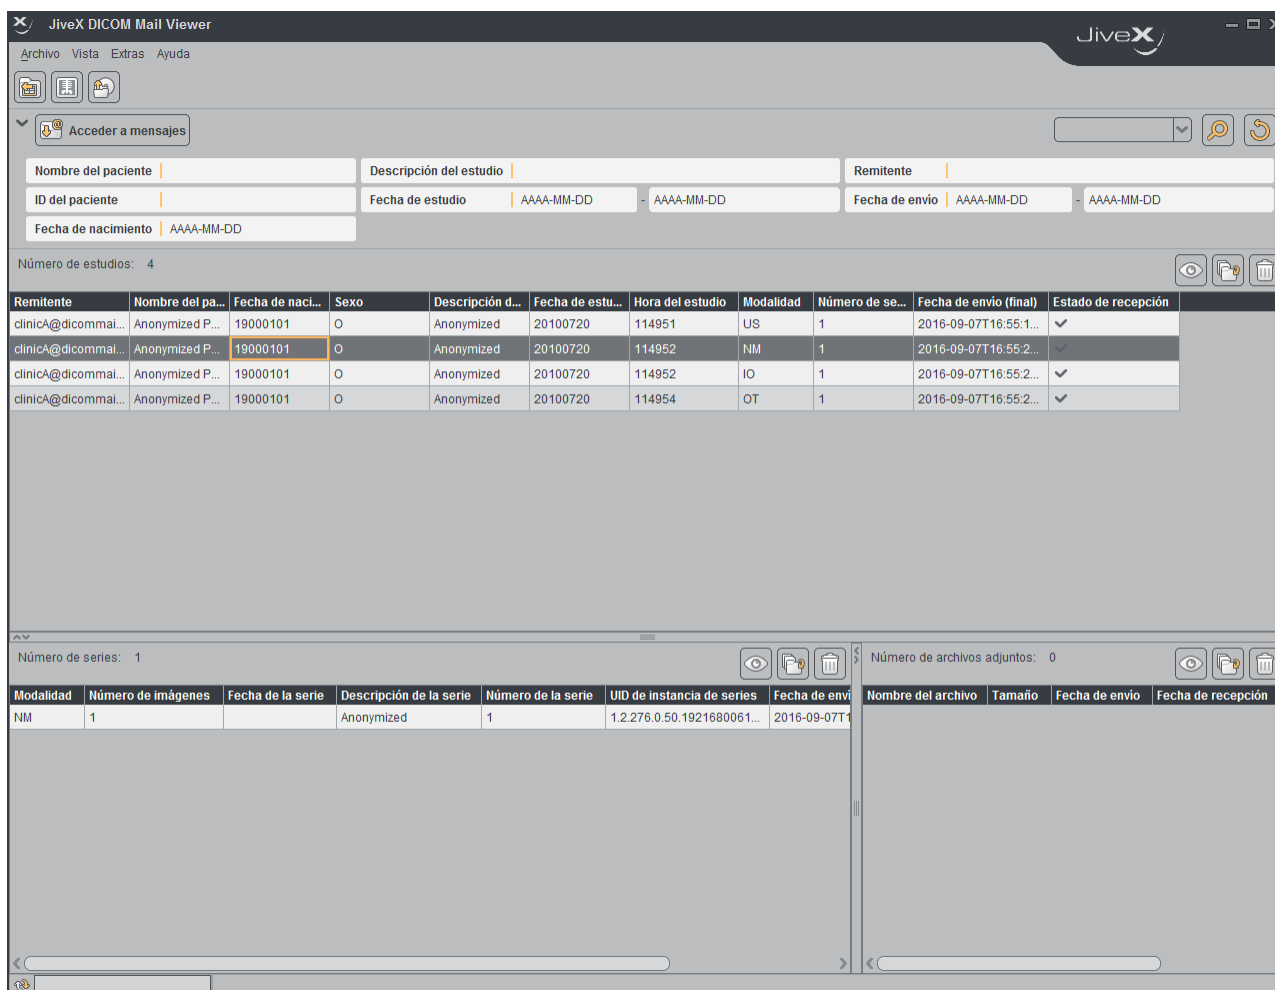 JiveX DICOM Mail Viewer
JiveX
Archivo Vista Extras Ayuda
Acceder a mensajes
Nombre del paciente Descripción del estudio Remitente
ID del paciente Fecha de estudio AAAA-MM-DD - AAAA-MM-DD Fecha de envío AAAA-MM-DD - AAAA-MM-DD
Fecha de nacimiento AAAA-MM-DD
Número de estudios: 4
Remitente Nombre del pa... Fecha de naci... Sexo Descripción d... Fecha de estu... Hora del estudio Modalidad Número de se... Fecha de envío (final) Estado de recepción
clinicA@dicommai... Anonymized P... 19000101 O Anonymized 20100720 114951 US 1 2016-09-07T16:55:1...
clinicA@dicommai... Anonymized P... 19000101 O Anonymized 20100720 114952 NM 1 2016-09-07T16:55:2...
clinicA@dicommai... Anonymized P... 19000101 O Anonymized 20100720 114952 IO 1 2016-09-07T16:55:2...
clinicA@dicommai... Anonymized P... 19000101 O Anonymized 20100720 114954 OT 1 2016-09-07T16:55:2...
Número de series: 1
Modalidad Número de imágenes Fecha de la serie Descripción de la serie Número de la serie UID de instancia de series Fecha de enví
NM 1 Anonymized 1 1.2.276.0.50.1921680061... 2016-09-07T1
Número de archivos adjuntos: 0
Nombre del archivo Tamaño Fecha de envío Fecha de recepción